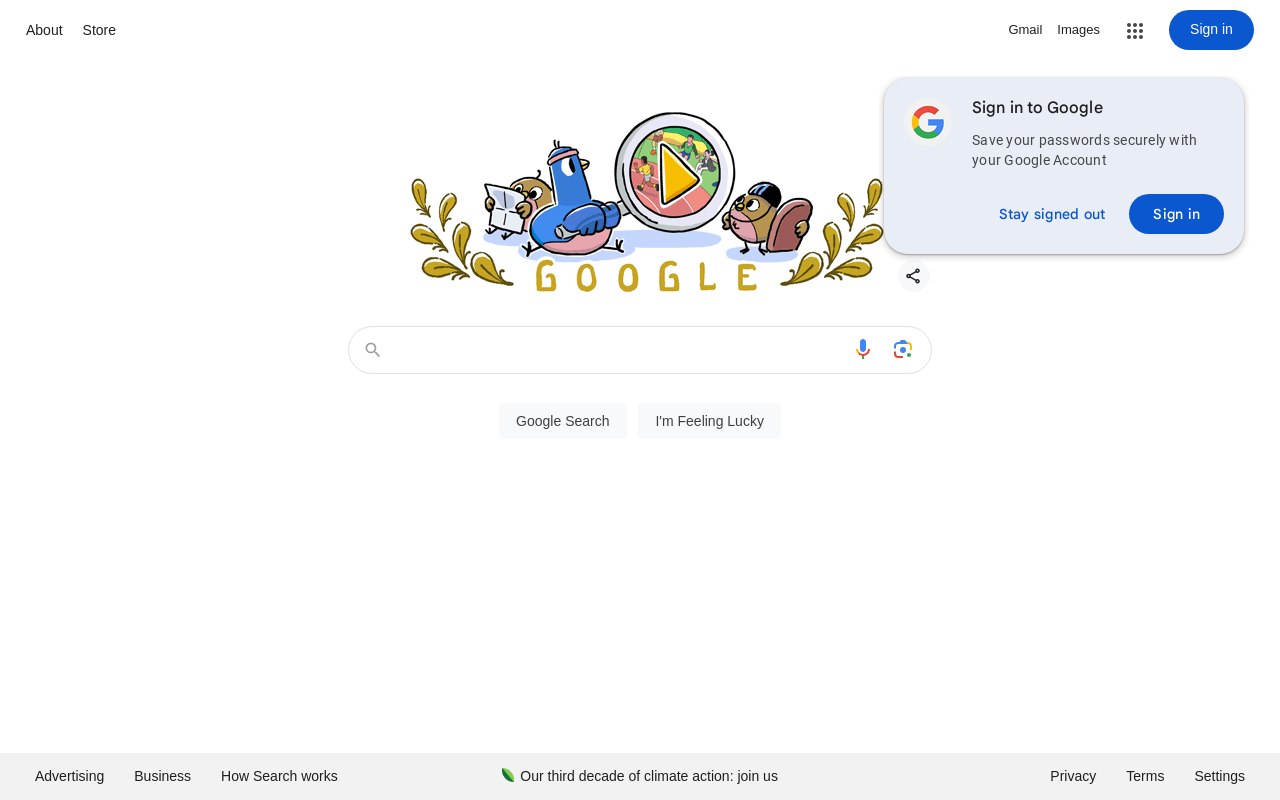 About Store
Gmail Images
Sign in
Sign in to Google
Save your passwords securely with
your Google Account
Stay signed out Sign in
GOOGLE
Google Search I'm Feeling Lucky
Advertising Business How Search works
Our third decade of climate action: join us
Privacy Terms Settings